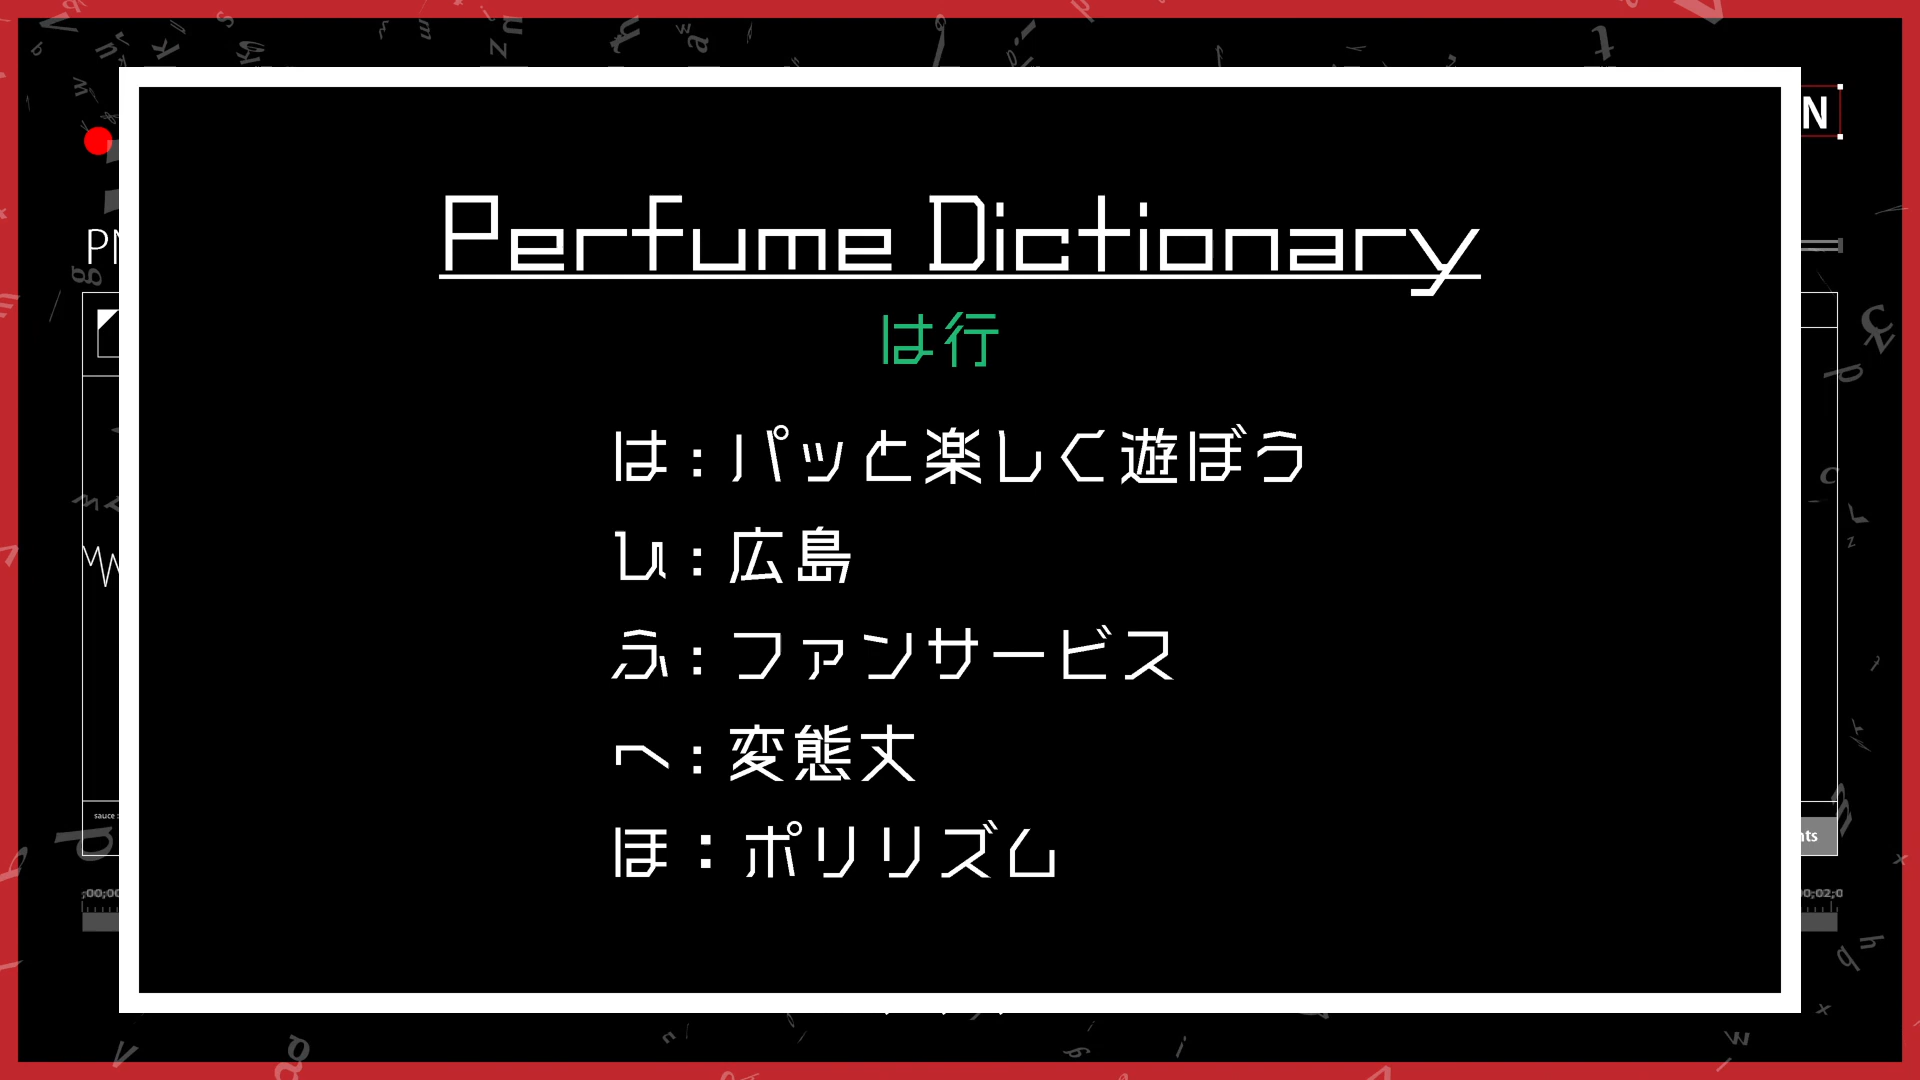 Perfume Dictionary
は行
は：パッと楽しく遊ぼう
ひ：広島
ふ：ファンサービス
へ：変態丈
ほ：ポリリズム